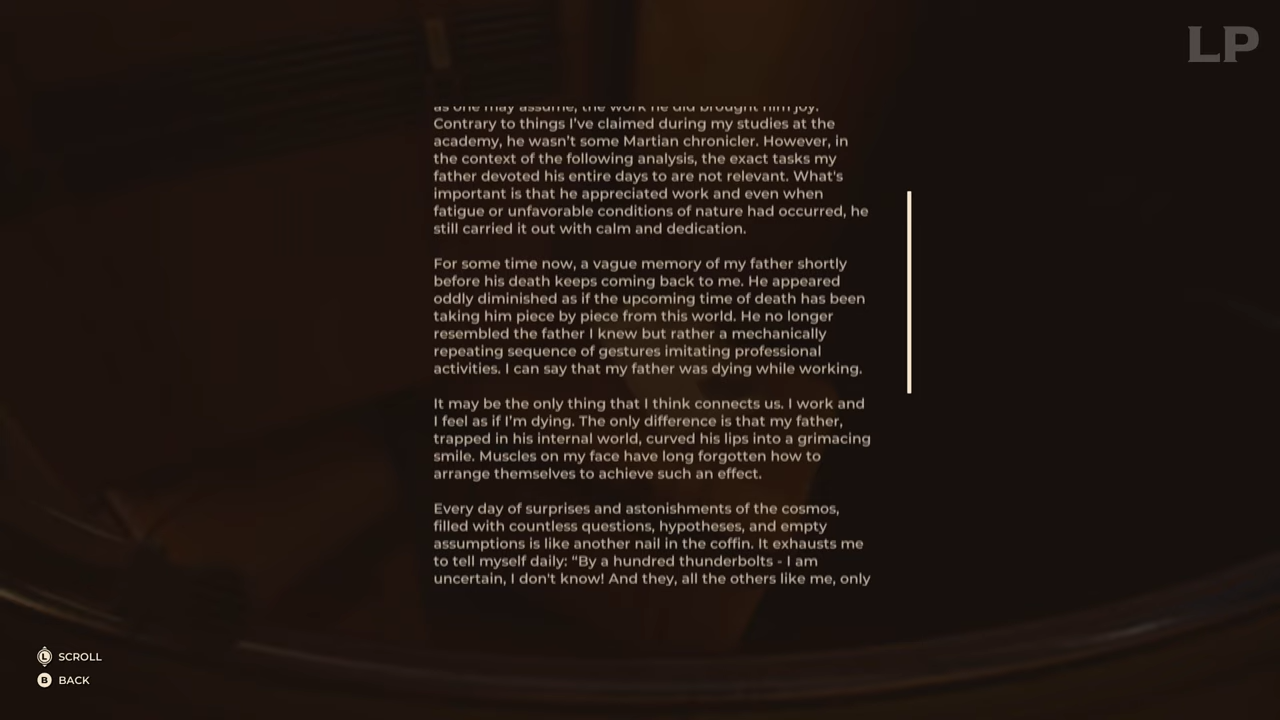 LP
as one may assume, the work he did brought him joy.
Contrary to things I've claimed during my studies at the
academy, he wasn't some Martian chronicler. However, in
the context of the following analysis, the exact tasks my
father devoted his entire days to are not relevant. What's
important is that he appreciated work and even when
fatigue or unfavorable conditions of nature had occurred, he
still carried it out with calm and dedication.
For some time now, a vague memory of my father shortly
before his death keeps coming back to me. He appeared
oddly diminished as if the upcoming time of death has been
taking him piece by piece from this world. He no longer
resembled the father I knew but rather a mechanically
repeating sequence of gestures imitating professional
activities. I can say that my father was dying while working.
It may be the only thing that I think connects us. I work and
I feel as if I'm dying. The only difference is that my father,
trapped in his internal world, curved his lips into a grimacing
smile. Muscles on my face have long forgotten how to
arrange themselves to achieve such an effect.
Every day of surprises and astonishments of the cosmos,
filled with countless questions, hypotheses, and empty
assumptions is like another nail in the coffin. It exhausts me
to tell myself daily: “By a hundred thunderbolts - I am
uncertain, I don't know! And they, all the others like me, only
L SCROLL
B BACK